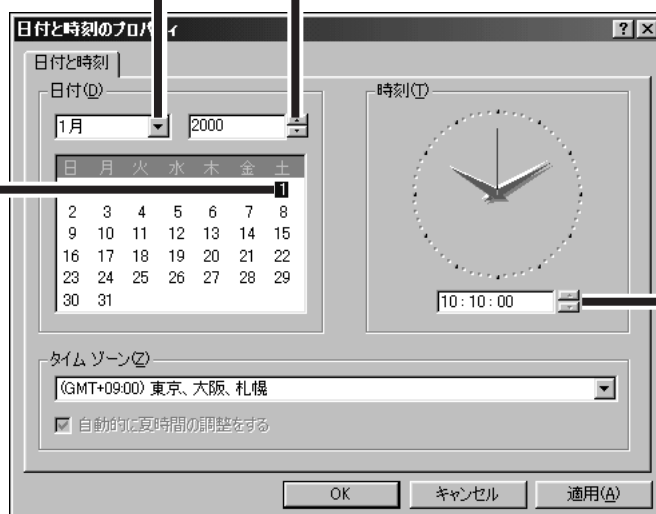 日付と時刻のプロパティ
日付と時刻
日付(D)
1月 2000
日 月 火 水 木 金 土
1
2 3 4 5 6 7 8
9 10 11 12 13 14 15
16 17 18 19 20 21 22
23 24 25 26 27 28 29
30 31
時刻(T)
10:10:00
タイム ゾーン(Z)
(GMT+09:00) 東京、大阪、札幌
自動的に夏時間の調整をする
OK キャンセル 適用(A)